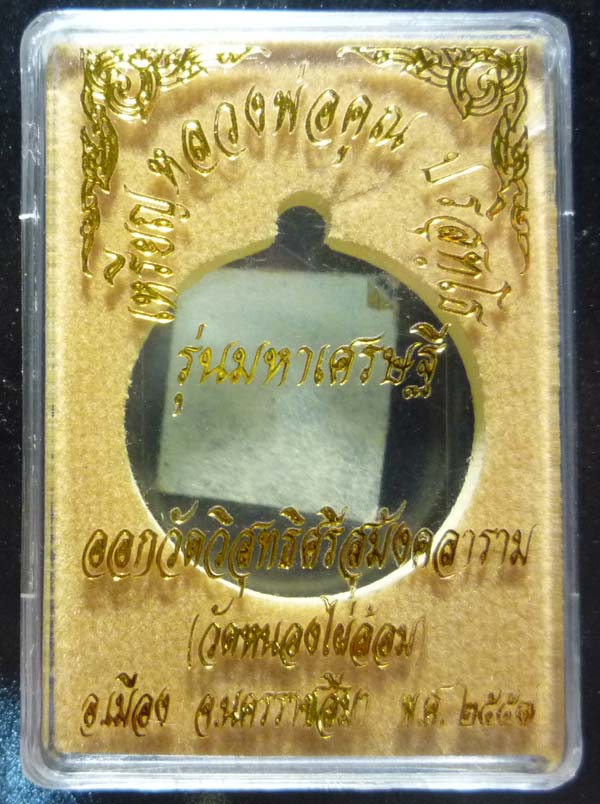 เหรียญ หลวงพ่อคูณ ปริสุทฺโธ
รุ่นมหาเศรษฐี
ออกวัดวิสุทธิศรีสุมังคลาราม
(วัดหนองไผ่ล้อม)
อ.เมือง จ.นครราชสีมา พ.ศ. ๒๕๕๗